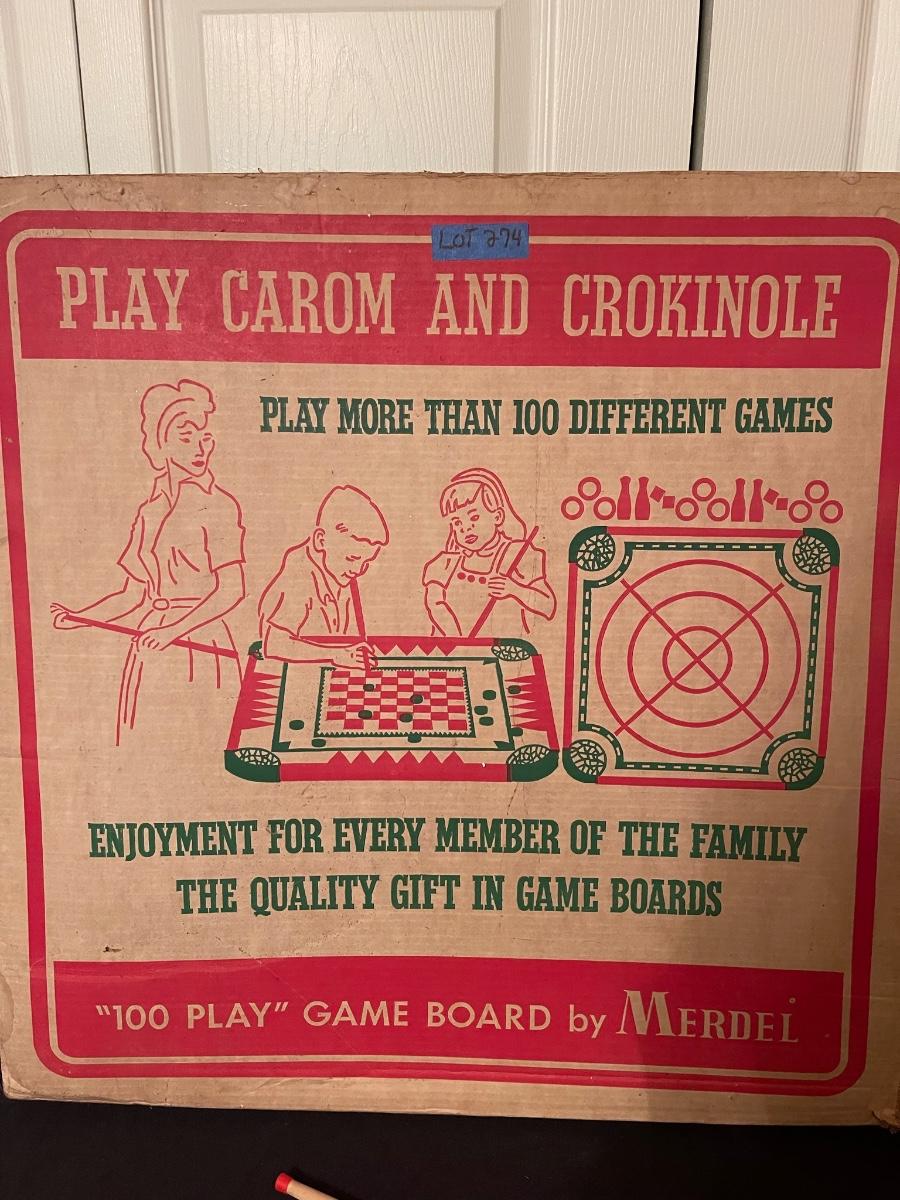 LOT 274
PLAY CAROM AND CROKINOLE
PLAY MORE THAN 100 DIFFERENT GAMES
ENJOYMENT FOR EVERY MEMBER OF THE FAMILY
THE QUALITY GIFT IN GAME BOARDS
"100 PLAY" GAME BOARD by MERDEL